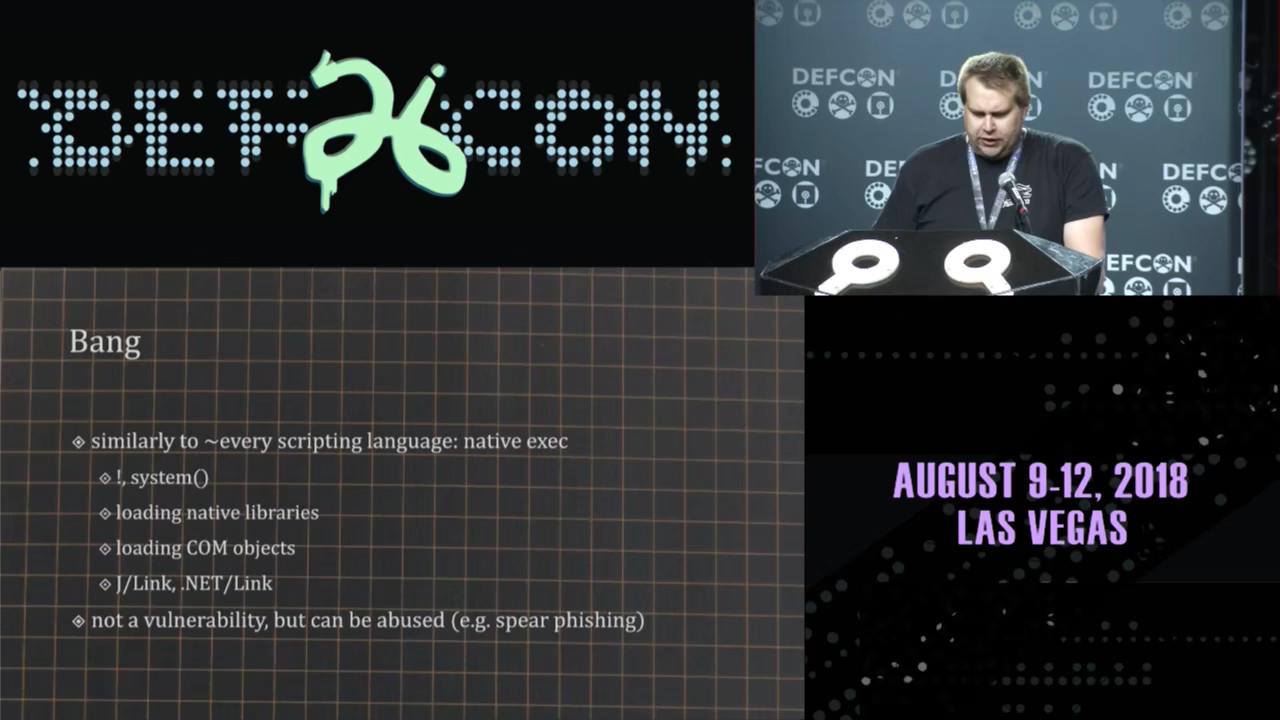 DEF CON 26
DEFCON
DEFCON
DEFCON
DEFCON
Bang
similarly to ~every scripting language: native exec
!, system()
loading native libraries
loading COM objects
J/Link, .NET/Link
not a vulnerability, but can be abused (e.g. spear phishing)
AUGUST 9-12, 2018
LAS VEGAS